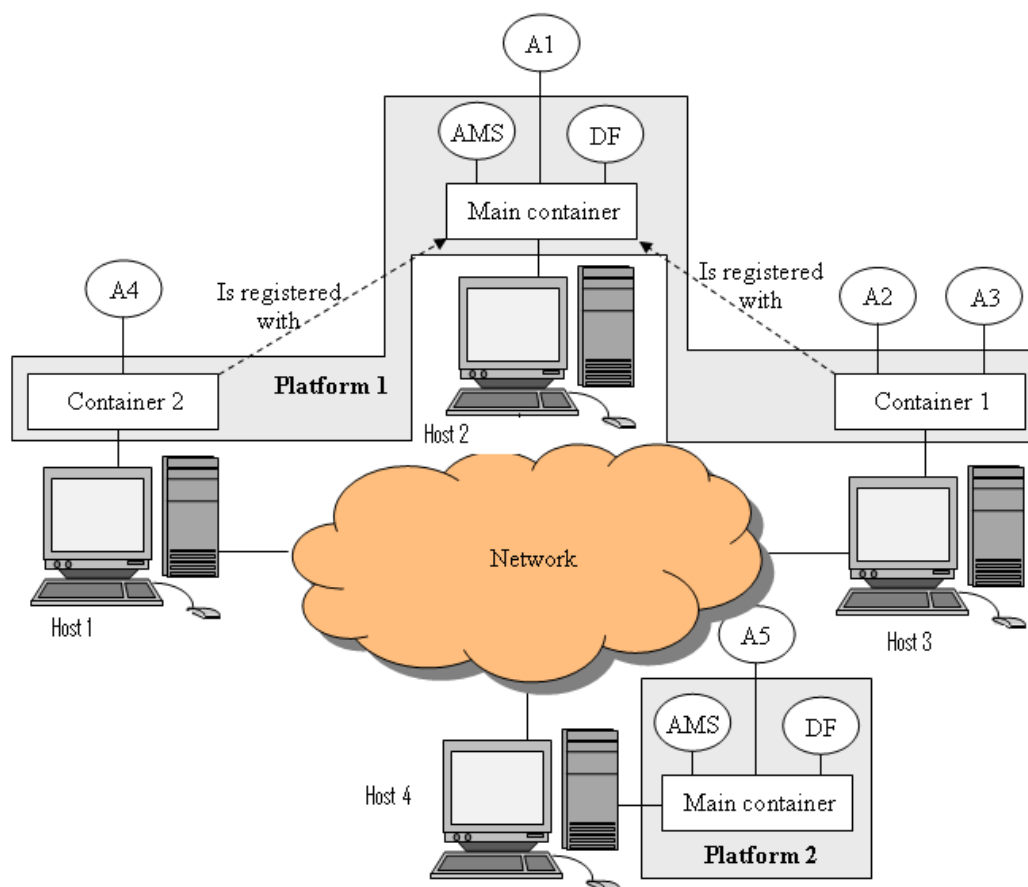 A1
AMS
DF
Main container
A4
Is registered
with
Is registered
with
A2
A3
Container 2
Platform 1
Container 1
Host 2
Network
Host 1
Host 3
A5
AMS
DF
Host 4
Main container
Platform 2